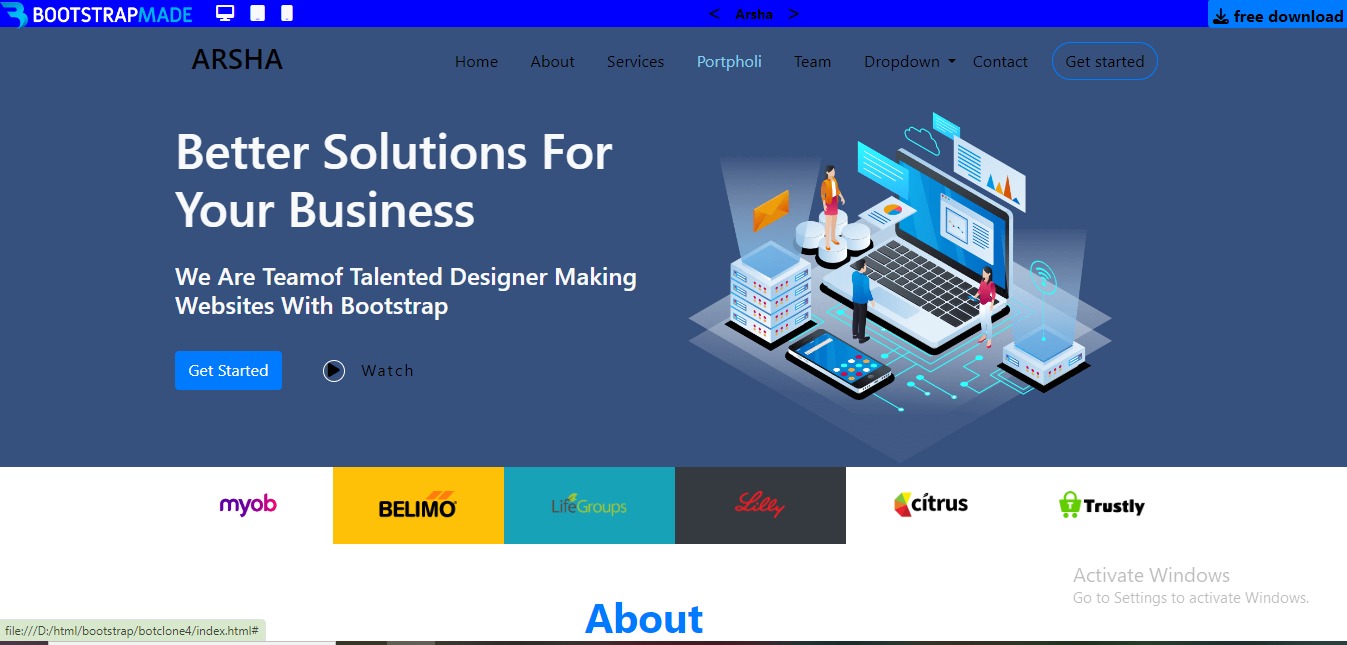 BOOTSTRAPMADE
< Arsha >
free download
ARSHA
Home About Services Portpholi Team Dropdown Contact Get started
Better Solutions For
Your Business
We Are Teamof Talented Designer Making
Websites With Bootstrap
Get Started
Watch
myob
BELIMO
LifeGroups
Lilly
cítrus
Trustly
Activate Windows
Go to Settings to activate Windows.
About
file:///D:/html/bootstrap/botclone4/index.html#